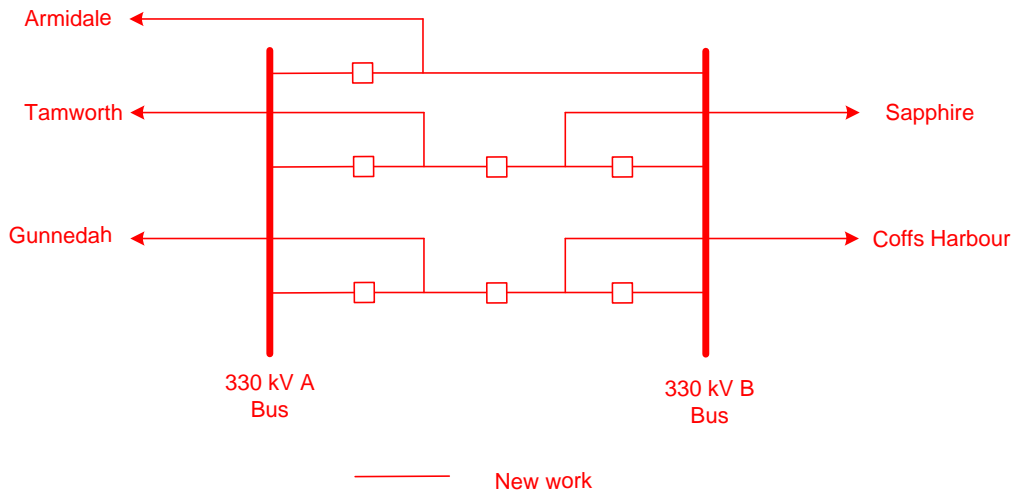 Armidale
Tamworth
Sapphire
Gunnedah
Coffs Harbour
330 kV A
Bus
330 kV B
Bus
New work